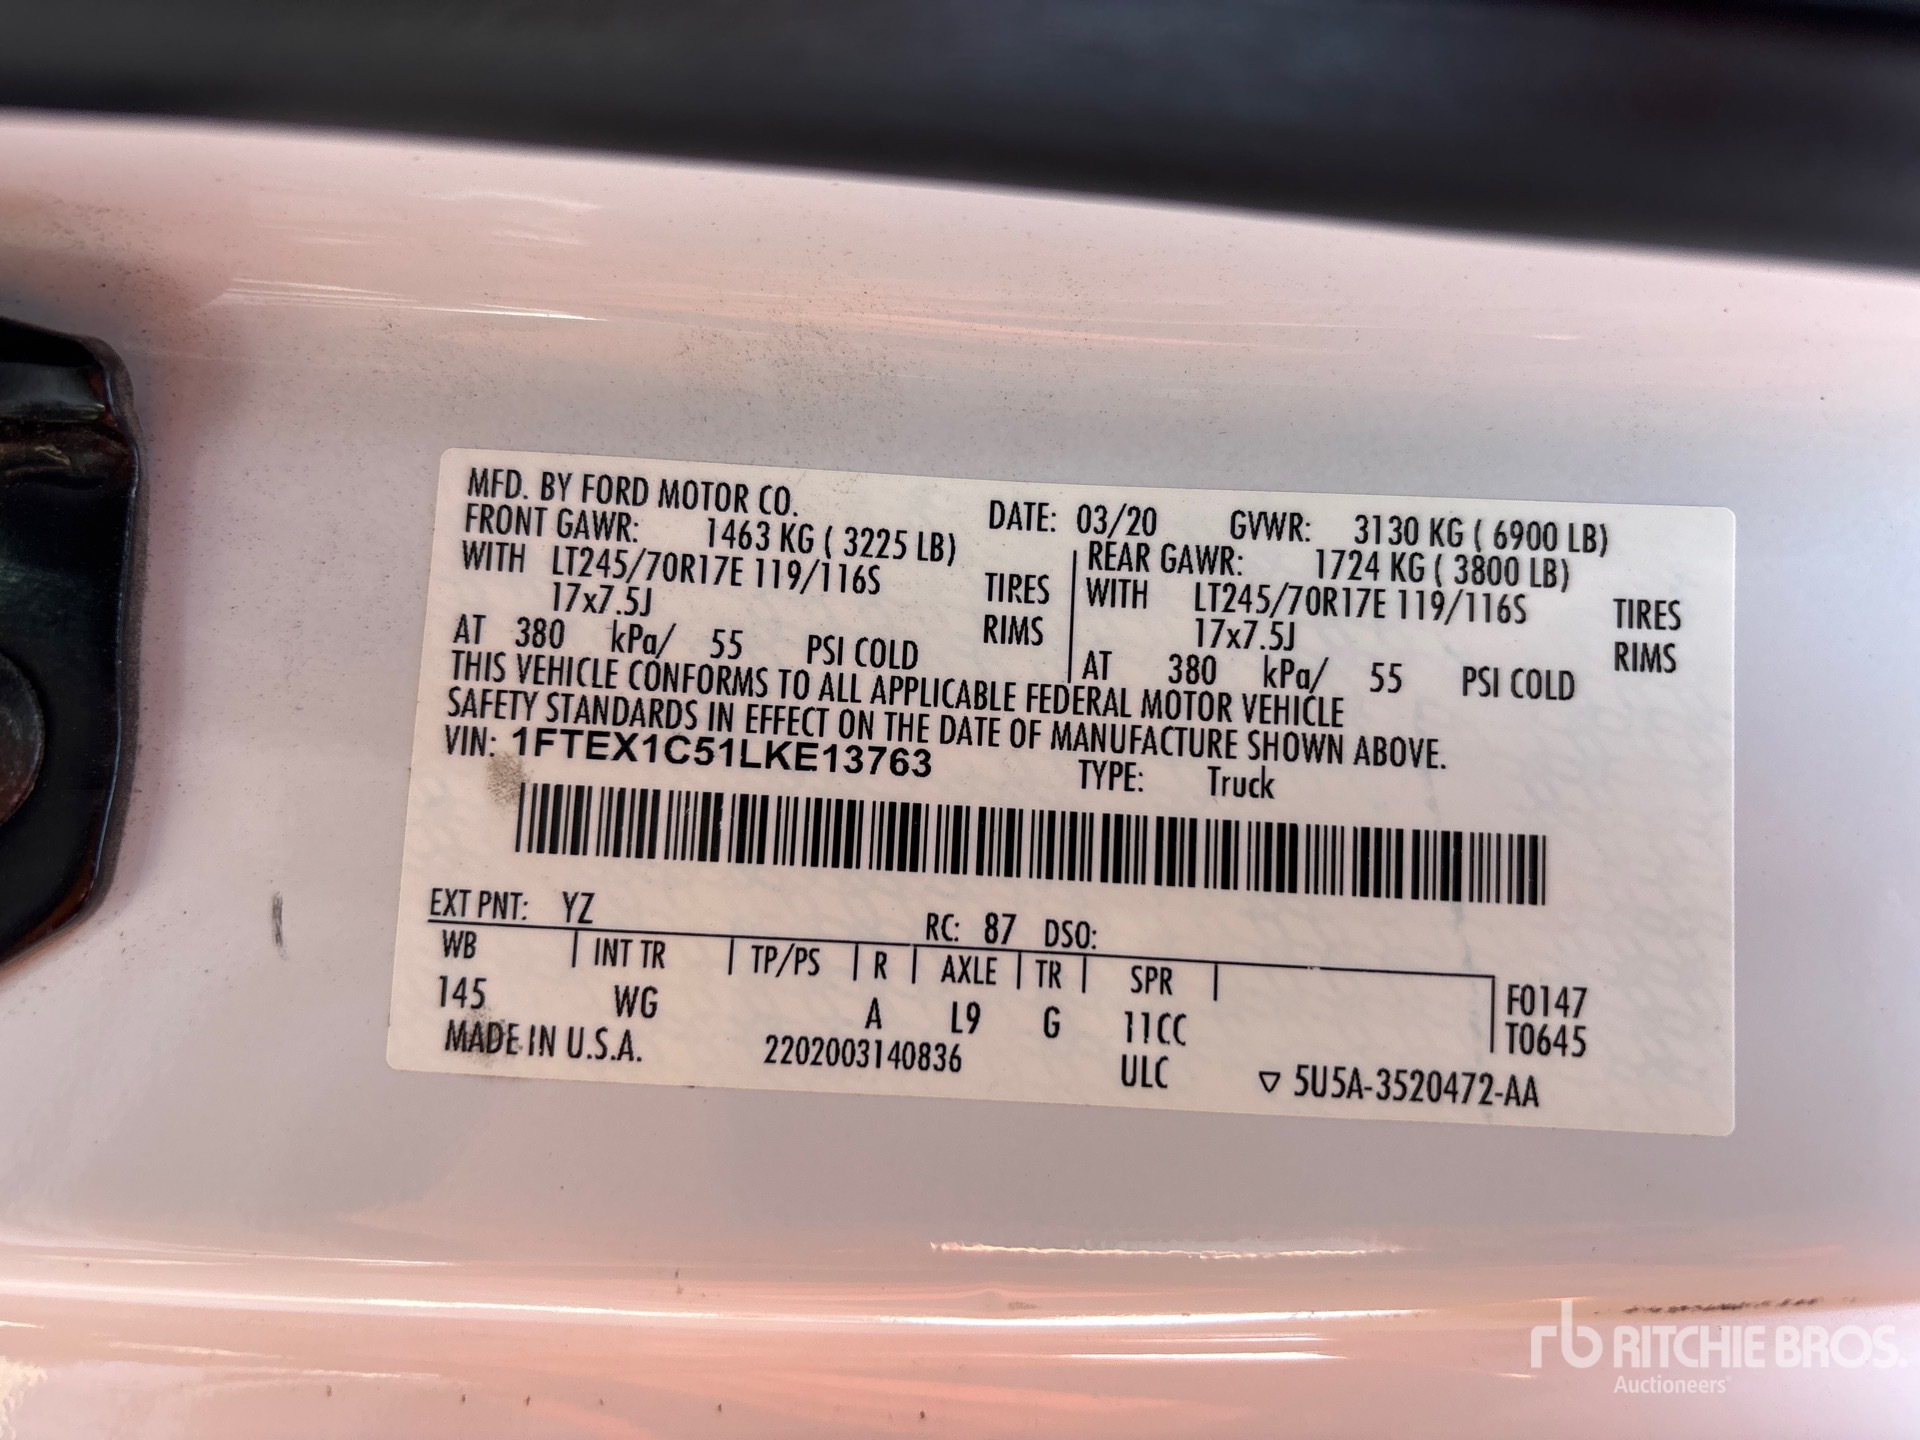 MFD. BY FORD MOTOR CO.
DATE: 03/20 GVWR: 3130 KG ( 6900 LB)
FRONT GAWR: 1463 KG ( 3225 LB) REAR GAWR: 1724 KG ( 3800 LB)
WITH LT245/70R17E 119/116S TIRES WITH LT245/70R17E 119/116S TIRES
17x7.5J RIMS 17x7.5J RIMS
AT 380 kPa/ 55 PSI COLD AT 380 kPa/ 55 PSI COLD
THIS VEHICLE CONFORMS TO ALL APPLICABLE FEDERAL MOTOR VEHICLE
SAFETY STANDARDS IN EFFECT ON THE DATE OF MANUFACTURE SHOWN ABOVE.
VIN: 1FTEX1C51LKE13763 TYPE: Truck
EXT PNT: YZ RC: 87 DSO:
WB INT TR TP/PS R AXLE TR SPR F0147
145 WG A L9 G 11CC T0645
MADE IN U.S.A. 2202003140836 ULC ▽ 5U5A-3520472-AA
rb RITCHIE BROS.
Auctioneers